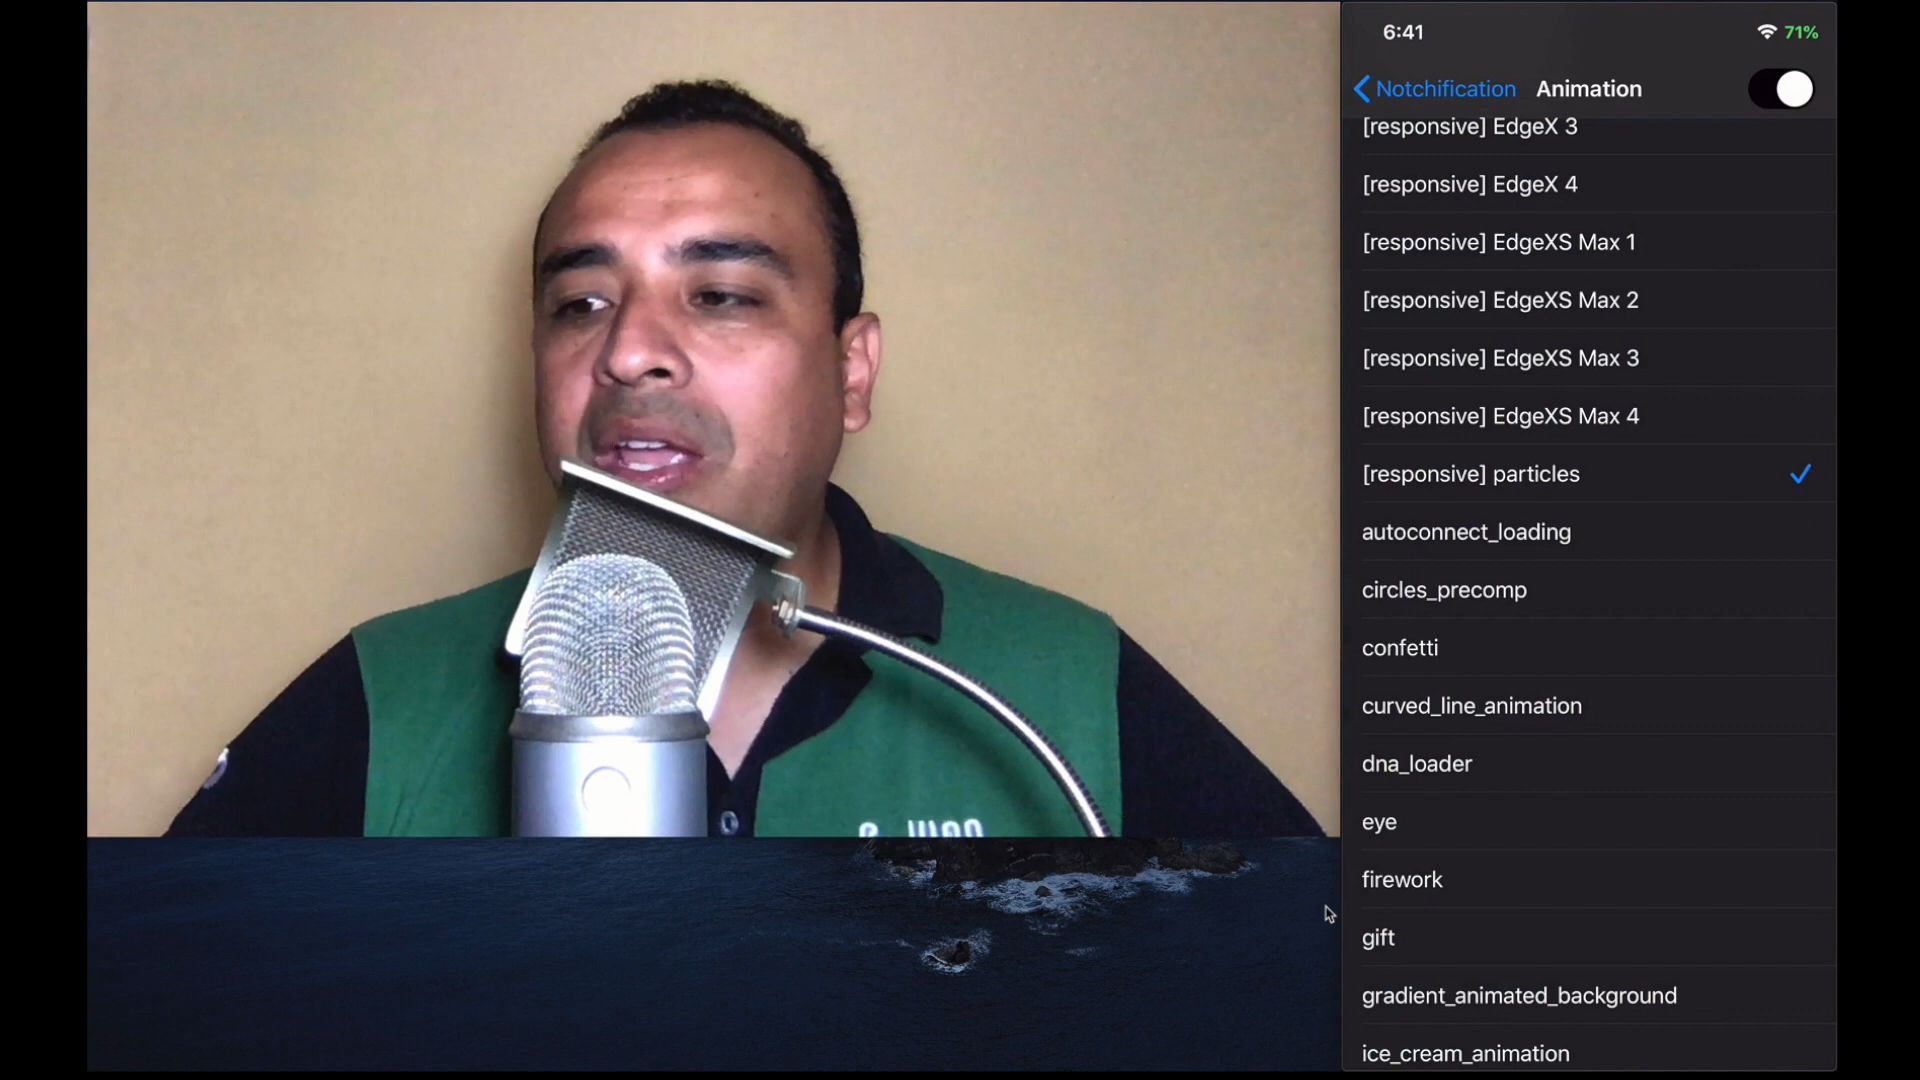 6:41
71%
Notchification
Animation
[responsive] EdgeX 3
[responsive] EdgeX 4
[responsive] EdgeXS Max 1
[responsive] EdgeXS Max 2
[responsive] EdgeXS Max 3
[responsive] EdgeXS Max 4
[responsive] particles
autoconnect_loading
circles_precomp
confetti
curved_line_animation
dna_loader
eye
firework
gift
gradient_animated_background
ice_cream_animation